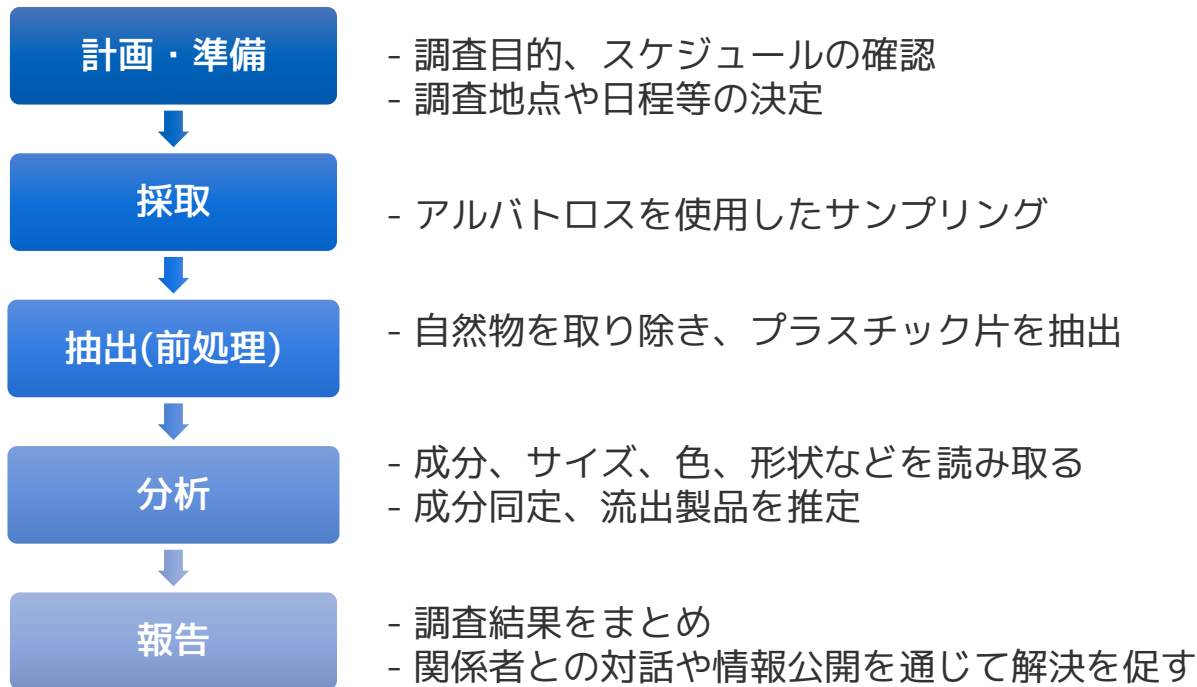 計画・準備
- 調査目的、スケジュールの確認
- 調査地点や日程等の決定
採取
- アルバトロスを使用したサンプリング
抽出(前処理)
- 自然物を取り除き、プラスチック片を抽出
分析
- 成分、サイズ、色、形状などを読み取る
- 成分同定、流出製品を推定
報告
- 調査結果をまとめ
- 関係者との対話や情報公開を通じて解決を促す